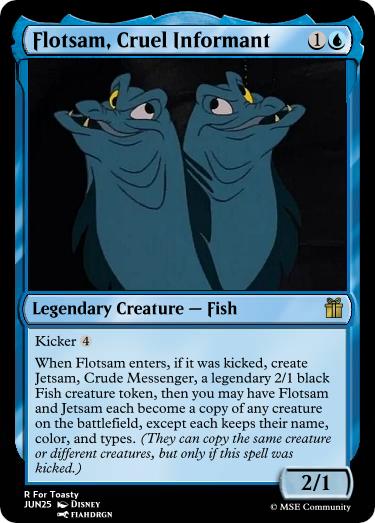 Flotsam, Cruel Informant 1
Legendary Creature — Fish
Kicker 4
When Flotsam enters, if it was kicked, create
Jetsam, Crude Messenger, a legendary 2/1 black
Fish creature token, then you may have Flotsam
and Jetsam each become a copy of any creature
on the battlefield, except each keeps their name,
color, and types. (They can copy the same creature
or different creatures, but only if this spell was
kicked.)
2/1
R For Toasty
JUN25 Disney
FIAHDRGN
© MSE Community